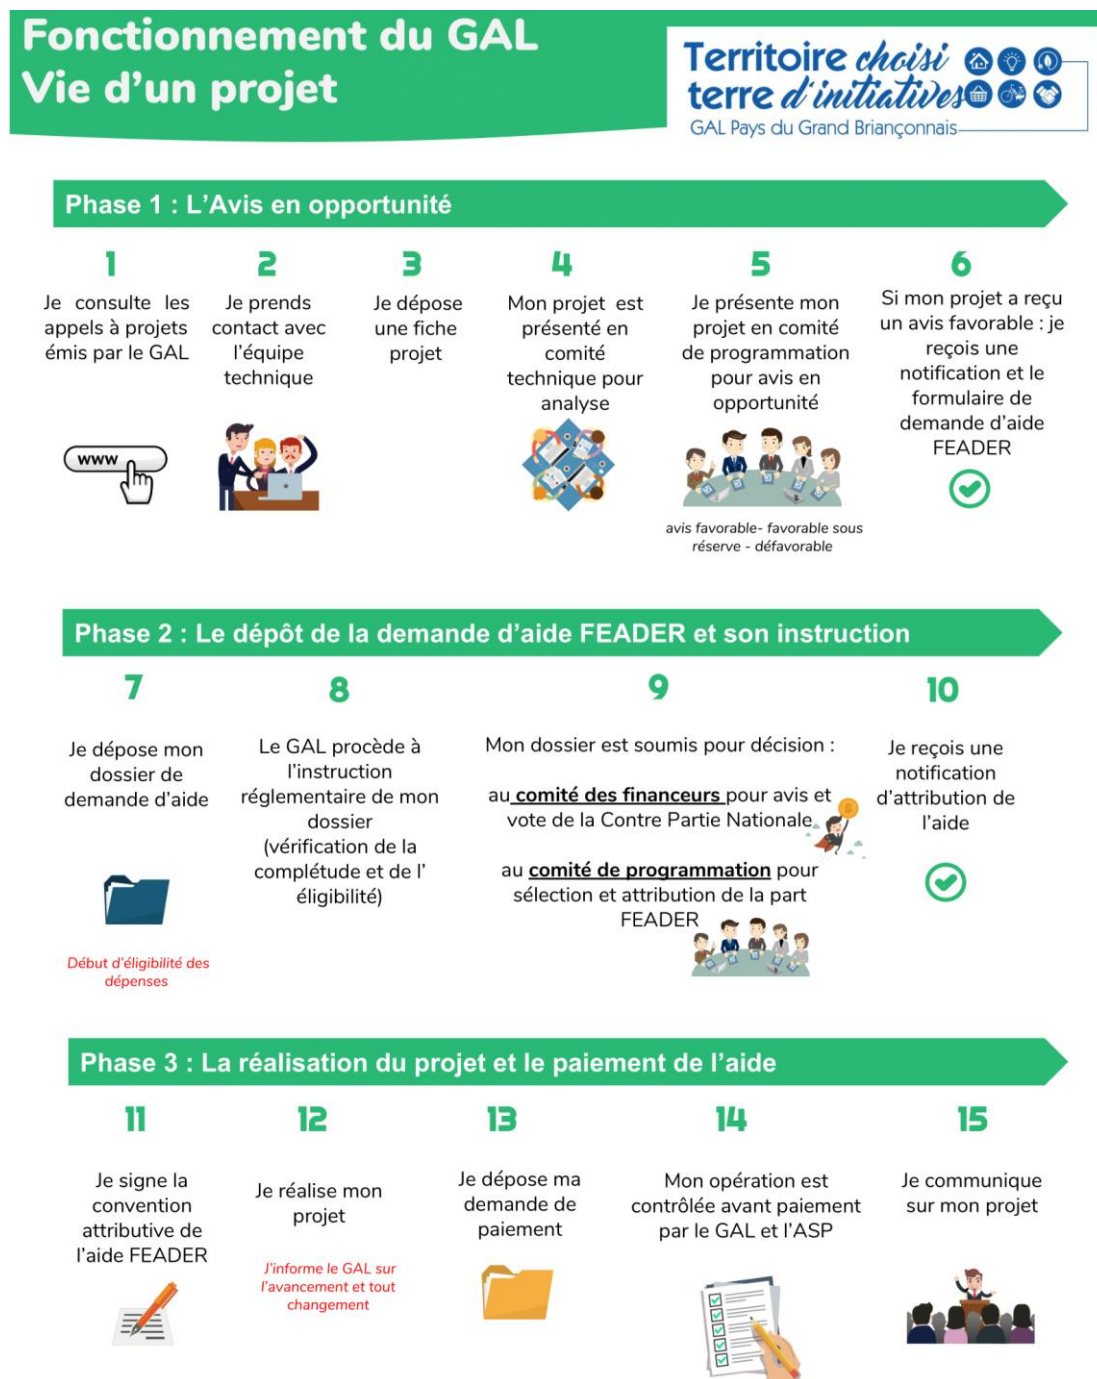 Fonctionnement du GAL
Vie d'un projet
Territoire choisi
terre d'initiatives
GAL Pays du Grand Briançonnais
Phase 1 : L'Avis en opportunité
1
Je consulte les
appels à projets
émis par le GAL
www
2
Je prends
contact avec
l'équipe
technique
3
Je dépose
une fiche
projet
4
Mon projet est
présenté en
comité
technique pour
analyse
5
Je présente mon
projet en comité
de programmation
pour avis en
opportunité
avis favorable- favorable sous
réserve - défavorable
6
Si mon projet a reçu
un avis favorable : je
reçois une
notification et le
formulaire de
demande d'aide
FEADER
Phase 2 : Le dépôt de la demande d'aide FEADER et son instruction
7
Je dépose mon
dossier de
demande d'aide
Début d'éligibilité des
dépenses
8
Le GAL procède à
l'instruction
réglementaire de mon
dossier
(vérification de la
complétude et de l'
éligibilité)
9
Mon dossier est soumis pour décision :
au comité des financeurs pour avis et
vote de la Contre Partie Nationale
au comité de programmation pour
sélection et attribution de la part
FEADER
10
Je reçois une
notification
d'attribution de
l'aide
Phase 3 : La réalisation du projet et le paiement de l'aide
11
Je signe la
convention
attributive de
l'aide FEADER
12
Je réalise mon
projet
J'informe le GAL sur
l'avancement et tout
changement
13
Je dépose ma
demande de
paiement
14
Mon opération est
contrôlée avant paiement
par le GAL et l'ASP
15
Je communique
sur mon projet